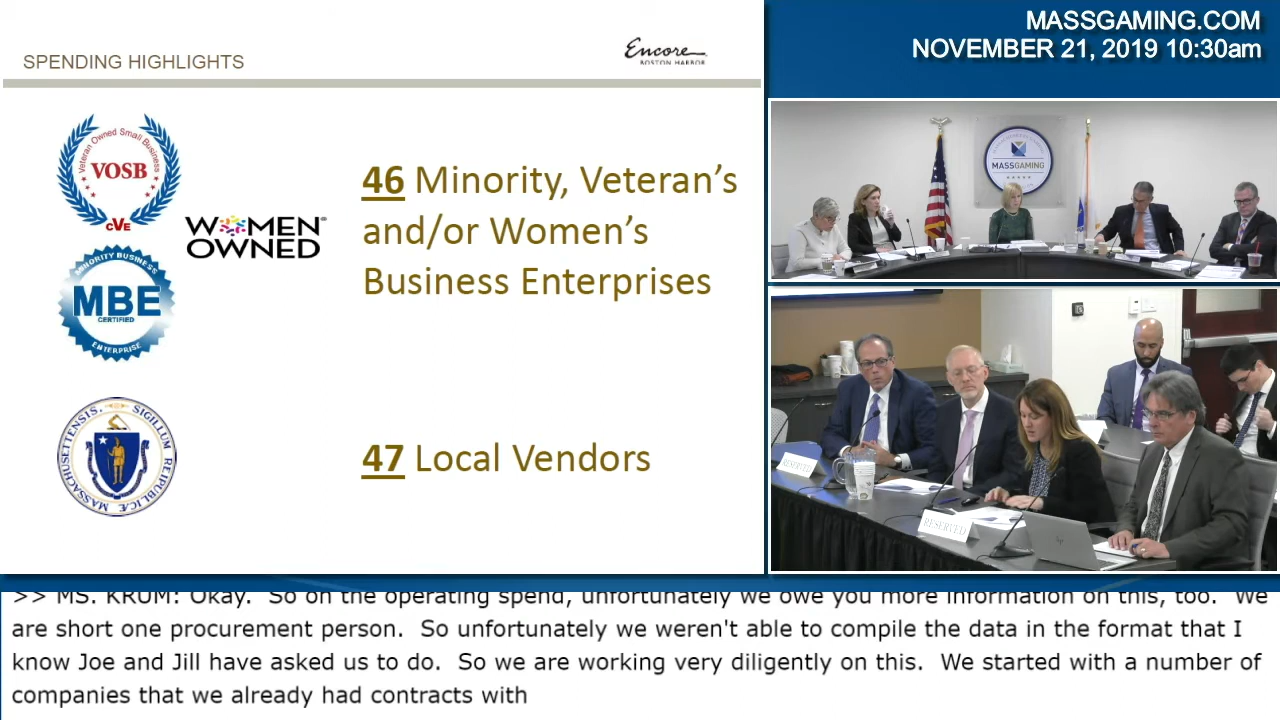 SPENDING HIGHLIGHTS
Encore
BOSTON HARBOR
MASSGAMING.COM
NOVEMBER 21, 2019 10:30am
Veteran Owned Small Business
VOSB
CVE
WOMEN
OWNED
MINORITY BUSINESS
MBE
CERTIFIED
ENTERPRISE
46 Minority, Veteran’s
and/or Women’s
Business Enterprises
SIGILLUM REIPUBLICÆ MASSACHUSETTENSIS
47 Local Vendors
MASSGAMING
RESERVED
RESERVED
>> MS. KRUM: Okay.  So on the operating spend, unfortunately we owe you more information on this, too.  We
are short one procurement person.  So unfortunately we weren't able to compile the data in the format that I
know Joe and Jill have asked us to do.  So we are working very diligently on this.  We started with a number of
companies that we already had contracts with